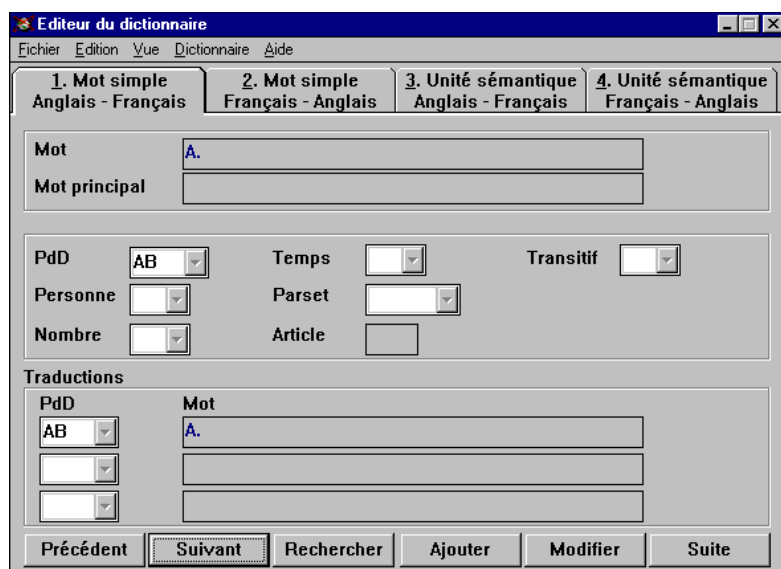 Editeur du dictionnaire
Fichier Edition Vue Dictionnaire Aide
1. Mot simple
Anglais - Français
2. Mot simple
Français - Anglais
3. Unité sémantique
Anglais - Français
4. Unité sémantique
Français - Anglais
Mot A.
Mot principal
PdD AB Temps Transitif
Personne Parset
Nombre Article
Traductions
PdD Mot
AB A.
Précédent Suivant Rechercher Ajouter Modifier Suite